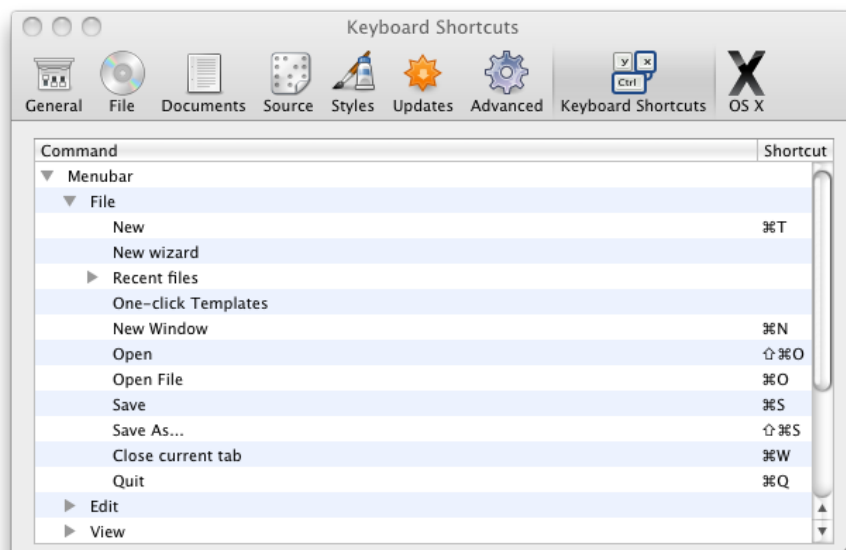 Keyboard Shortcuts
y x
Ctrl
General File Documents Source Styles Updates Advanced Keyboard Shortcuts OS X
Command Shortcut
Menubar
File
New ⌘T
New wizard
Recent files
One-click Templates
New Window ⌘N
Open ⇧⌘O
Open File ⌘O
Save ⌘S
Save As... ⇧⌘S
Close current tab ⌘W
Quit ⌘Q
Edit
View